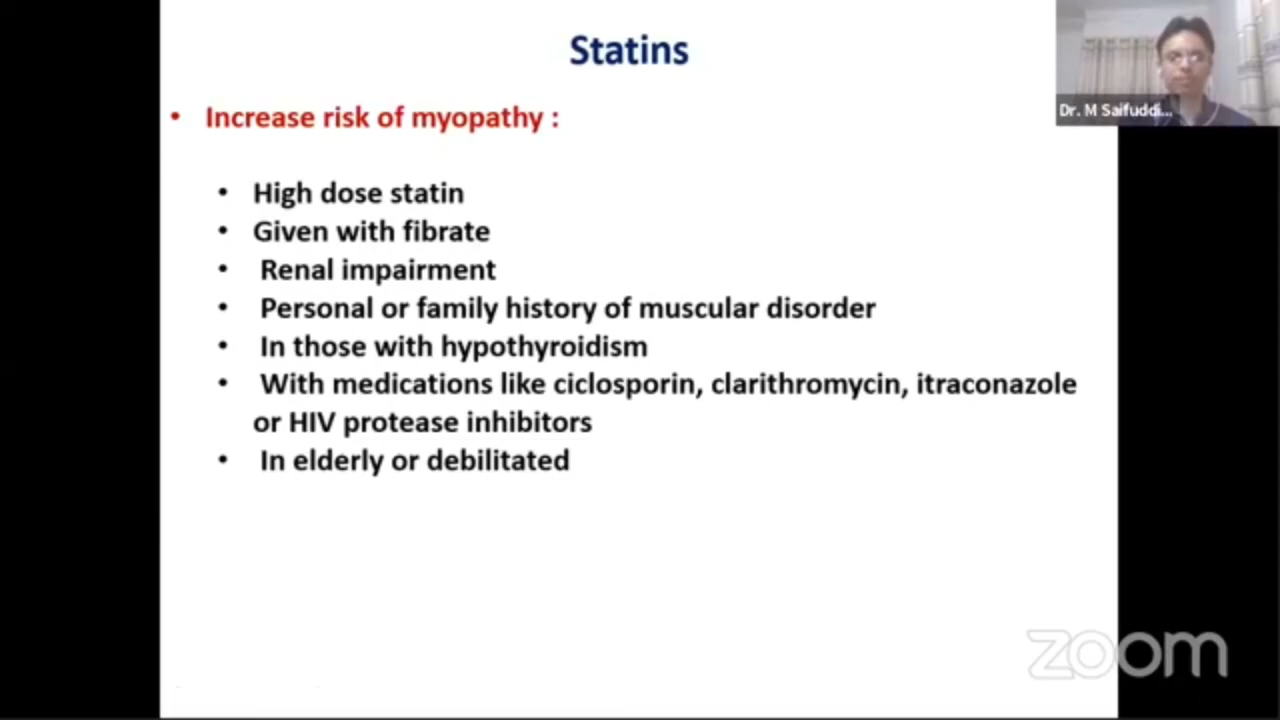 Statins
Dr. M Saifuddi...
• Increase risk of myopathy :
• High dose statin
• Given with fibrate
• Renal impairment
• Personal or family history of muscular disorder
• In those with hypothyroidism
• With medications like ciclosporin, clarithromycin, itraconazole
or HIV protease inhibitors
• In elderly or debilitated
zoom